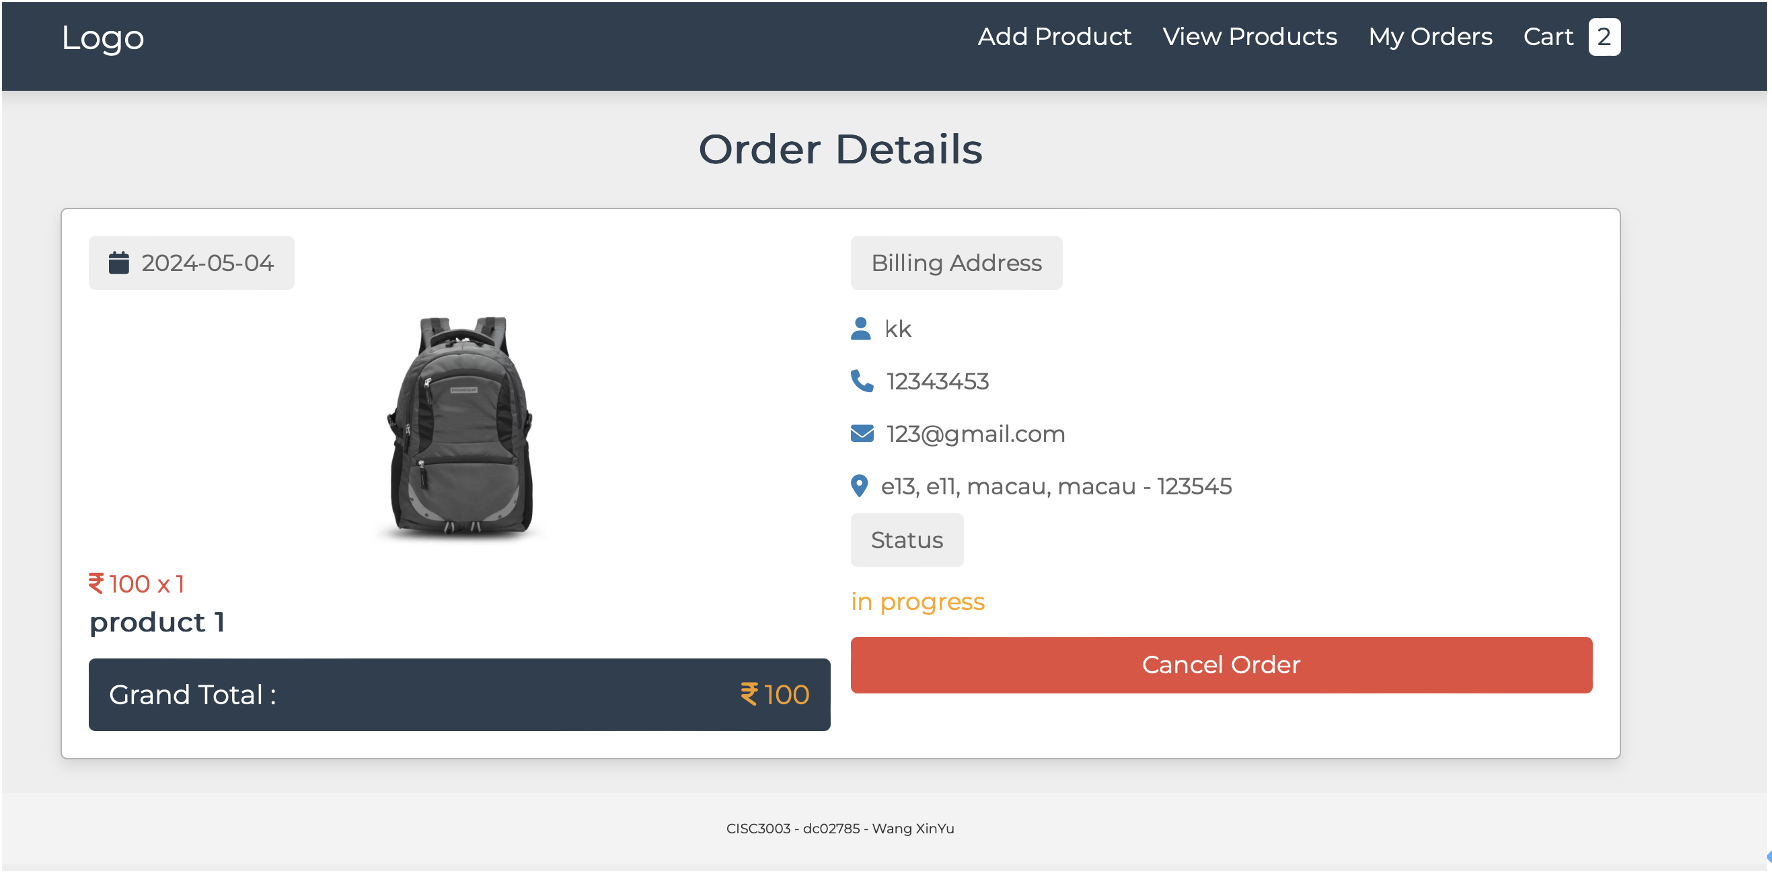 Logo
Add Product View Products My Orders Cart 2
Order Details
2024-05-04
₹ 100 x 1
product 1
Grand Total : ₹ 100
Billing Address
kk
12343453
123@gmail.com
e13, e11, macau, macau - 123545
Status
in progress
Cancel Order
CISC3003 - dc02785 - Wang XinYu